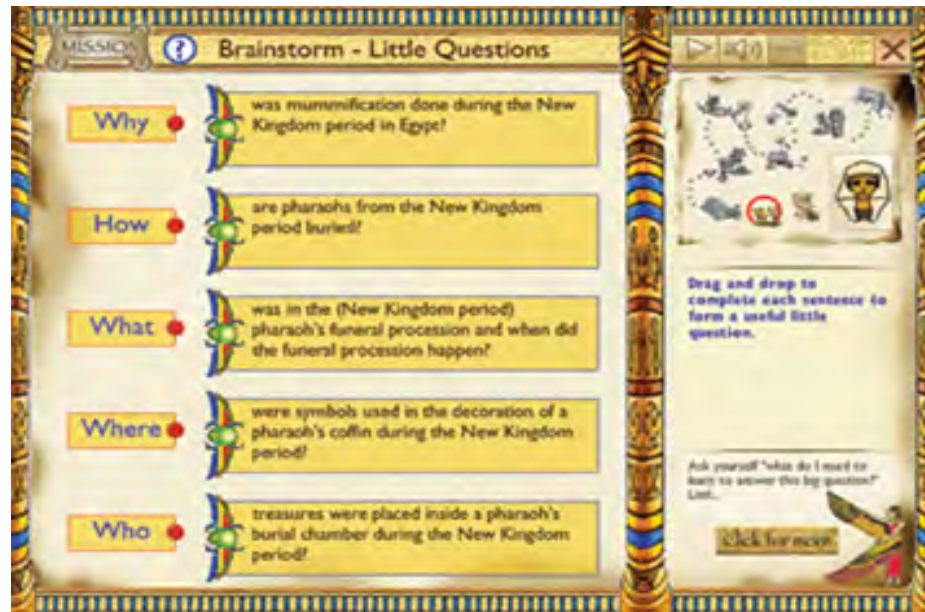 MISSION
?
Brainstorm - Little Questions
Why
was mummification done during the New
Kingdom period in Egypt?
How
are pharaohs from the New Kingdom
period buried?
What
was in the (New Kingdom period)
pharaoh's funeral procession and when did
the funeral procession happen?
Where
were symbols used in the decoration of a
pharaoh's coffin during the New Kingdom
period?
Who
treasures were placed inside a pharaoh's
burial chamber during the New Kingdom
period?
Drag and drop to
complete each sentence to
form a useful little
question.
Ask yourself "what do I need to
learn to answer this big question?"
click for more